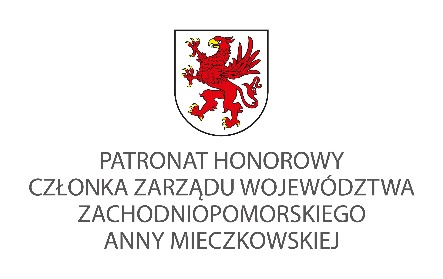 PATRONAT HONOROWY
CZŁONKA ZARZĄDU WOJEWÓDZTWA
ZACHODNIOPOMORSKIEGO
ANNY MIECZKOWSKIEJ